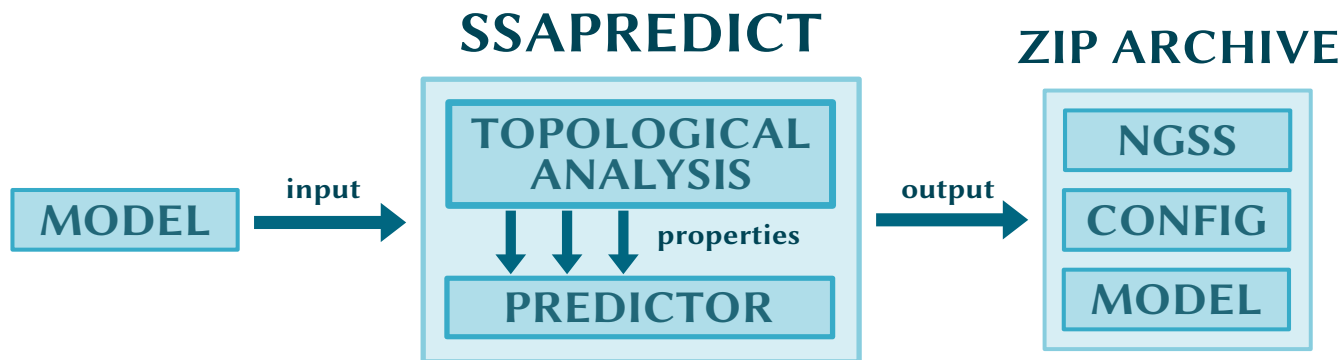 MODEL
input
SSAPREDICT
TOPOLOGICAL
ANALYSIS
properties
PREDICTOR
output
ZIP ARCHIVE
NGSS
CONFIG
MODEL